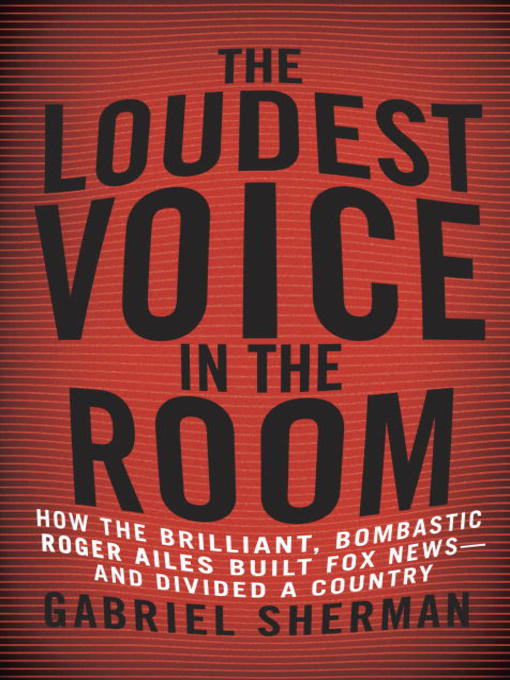 THE
LOUDEST
VOICE
IN THE
ROOM
HOW THE BRILLIANT, BOMBASTIC
ROGER AILES BUILT FOX NEWS—
AND DIVIDED A COUNTRY
GABRIEL SHERMAN